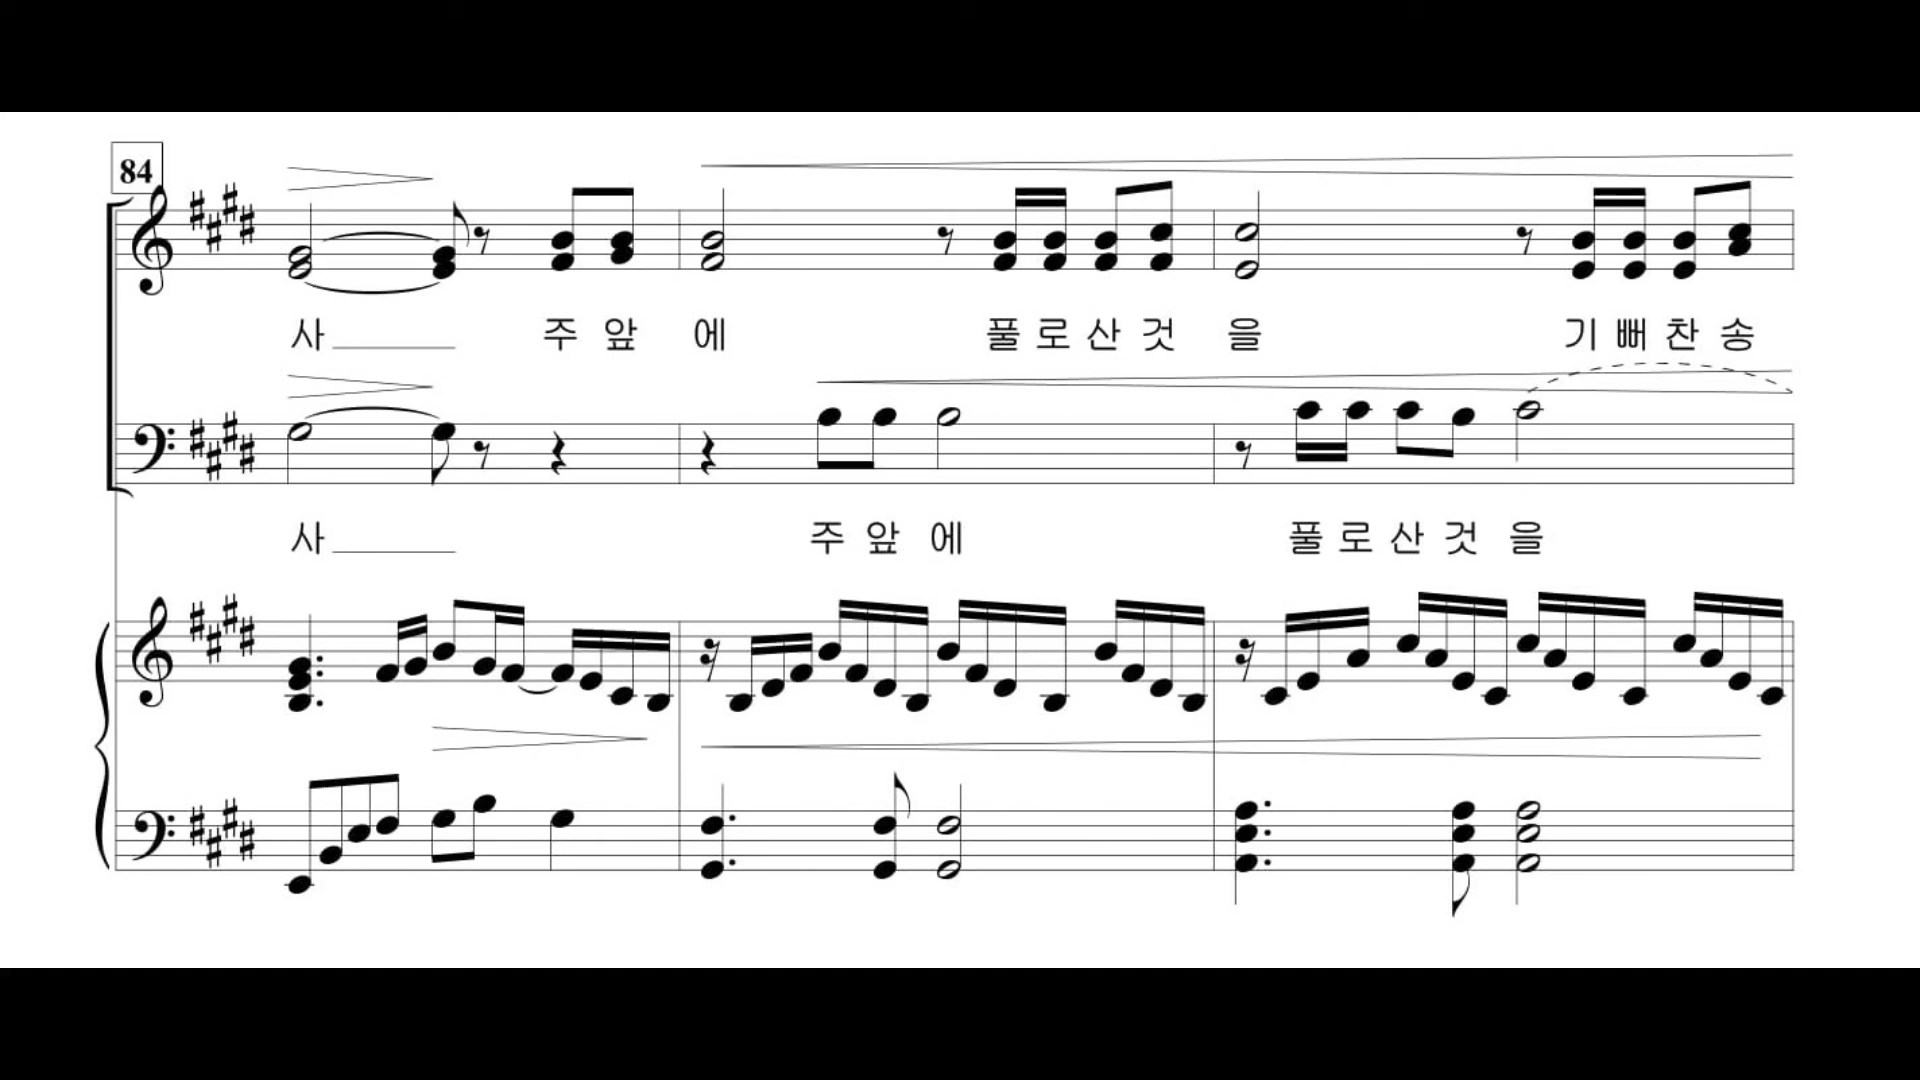 84
사 주 앞 에 풀 로 산 것 을 기 뻐 찬 송
사 주 앞 에 풀 로 산 것 을